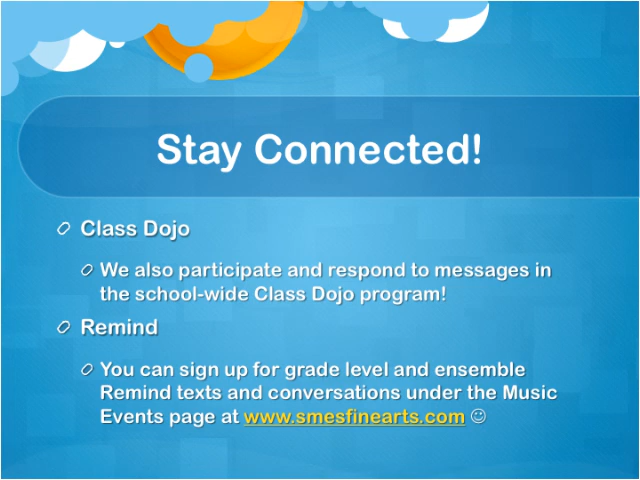 Stay Connected!
Class Dojo
We also participate and respond to messages in
the school-wide Class Dojo program!
Remind
You can sign up for grade level and ensemble
Remind texts and conversations under the Music
Events page at www.smesfinearts.com ☺